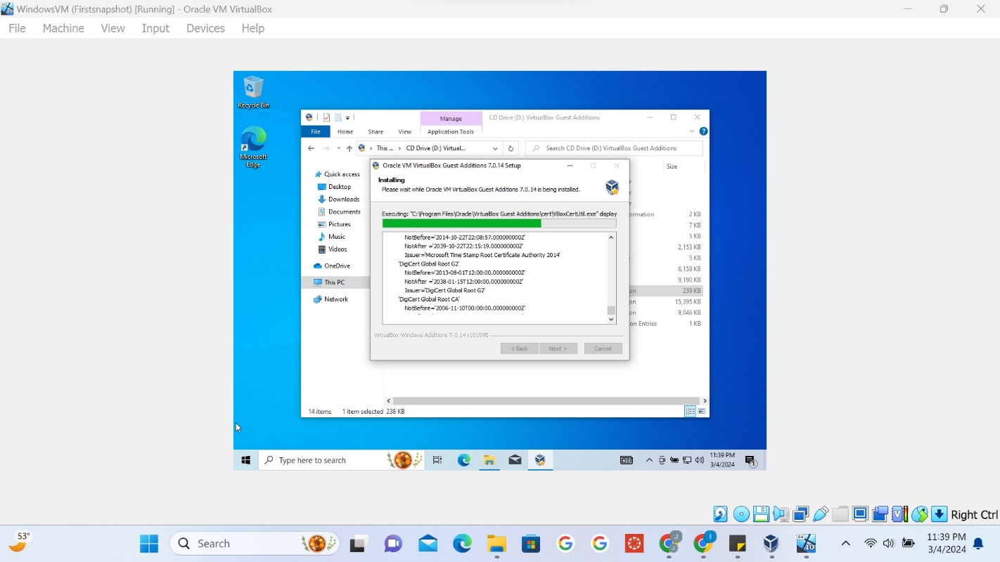 WindowsVM (Firstsnapshot) [Running] - Oracle VM VirtualBox
File Machine View Input Devices Help
Recycle Bin
Microsoft
Edge
Manage
CD Drive (D:) VirtualBox Guest Additions
File Home Share View Application Tools
This ... › CD Drive (D:) Virtual...
Search CD Drive (D:) VirtualBox Guest Additions
Quick access
Desktop
Downloads
Documents
Pictures
Music
Videos
OneDrive
This PC
Network
Size
2 KB
7 KB
5 KB
2,153 KB
5 KB
6,159 KB
9,190 KB
239 KB
15,395 KB
9,046 KB
on Entries 1 KB
Oracle VM VirtualBox Guest Additions 7.0.14 Setup
Installing
Please wait while Oracle VM VirtualBox Guest Additions 7.0.14 is being installed.
Executing: "C:\Program Files\Oracle\VirtualBox Guest Additions\cert\VBoxCertUtil.exe" display
NotBefore='2014-10-22T22:08:57.000000000Z'
NotAfter ='2039-10-22T22:15:19.000000000Z'
Issuer='Microsoft Time Stamp Root Certificate Authority 2014'
'DigiCert Global Root G2'
NotBefore='2013-08-01T12:00:00.000000000Z'
NotAfter ='2038-01-15T12:00:00.000000000Z'
Issuer='DigiCert Global Root G2'
'DigiCert Global Root CA'
NotBefore='2006-11-10T00:00:00.000000000Z'
VirtualBox Windows Additions 7.0.14 r161095
< Back Next > Cancel
14 items 1 item selected 238 KB
Type here to search
11:39 PM
3/4/2024
1
Right Ctrl
53°
Search
11:39 PM
3/4/2024